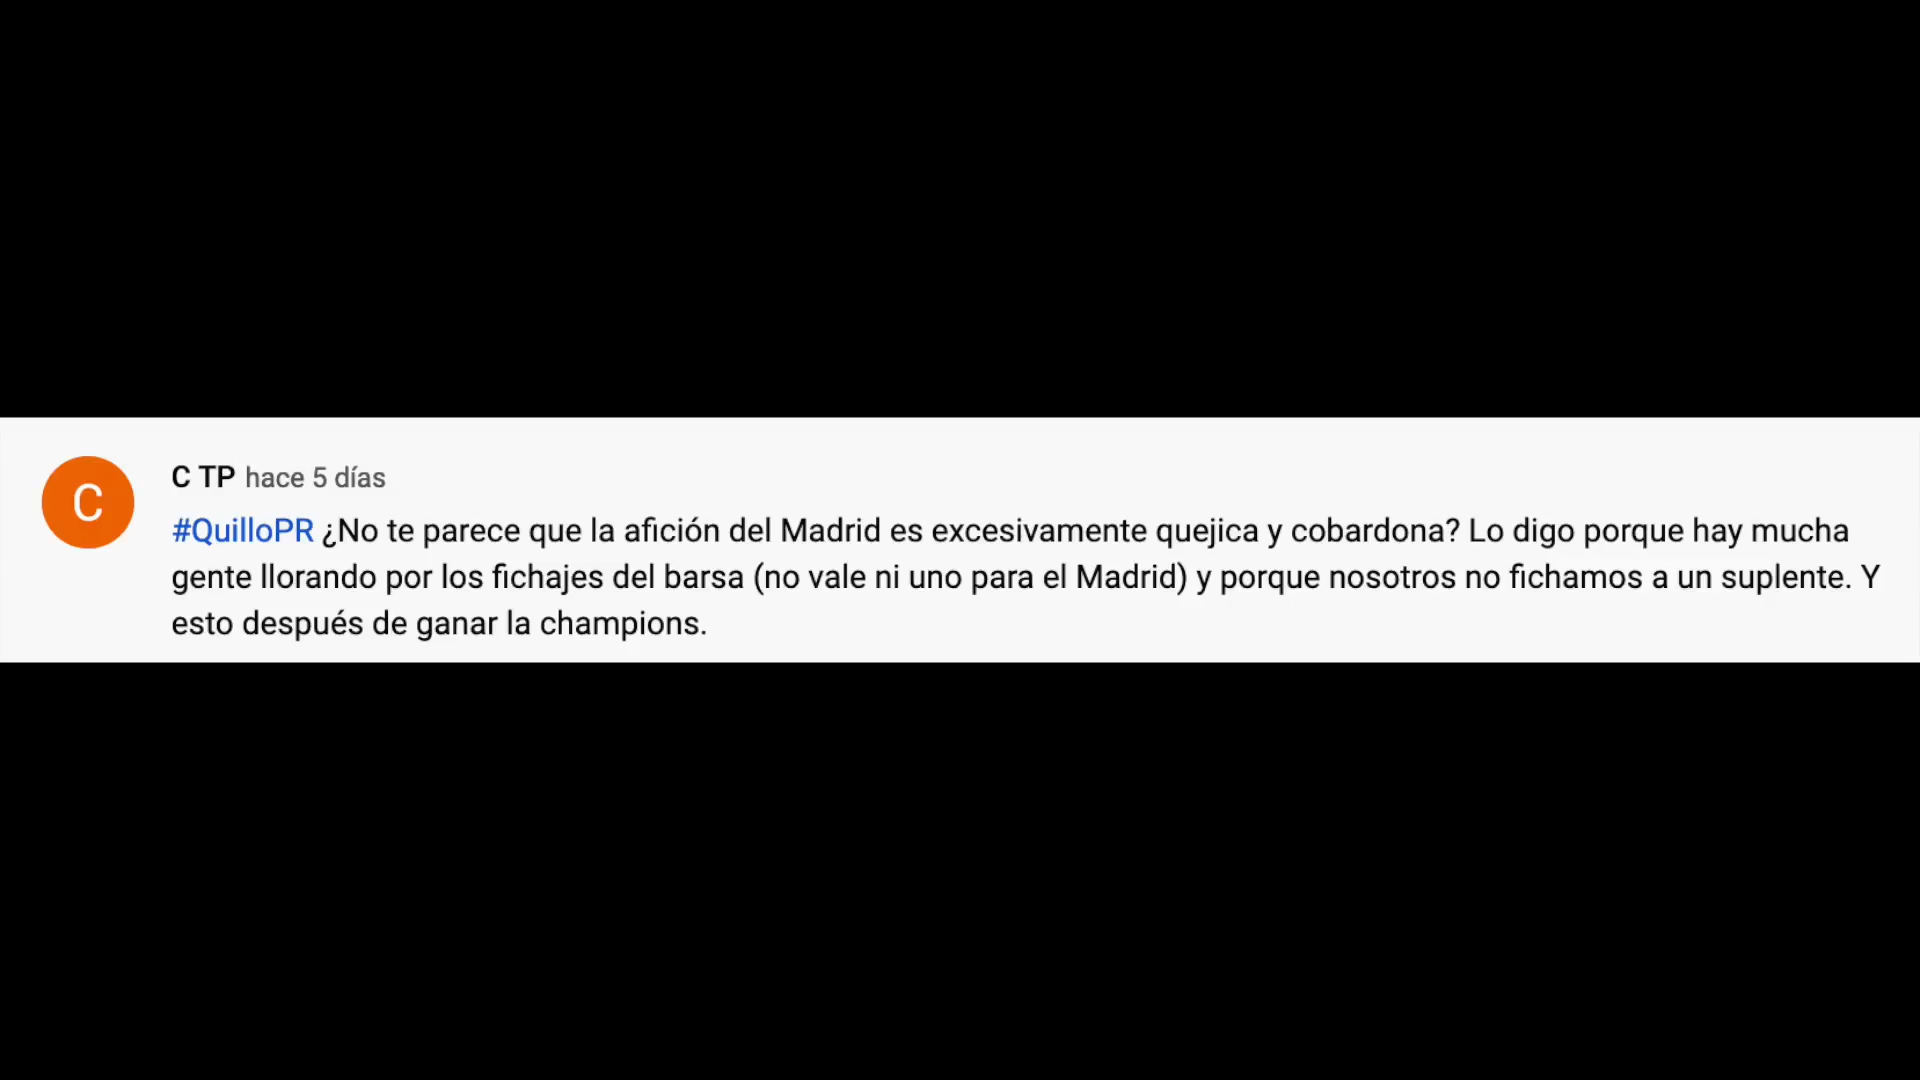 C
C TP hace 5 días
#QuilloPR ¿No te parece que la afición del Madrid es excesivamente quejica y cobardona? Lo digo porque hay mucha
gente llorando por los fichajes del barsa (no vale ni uno para el Madrid) y porque nosotros no fichamos a un suplente. Y
esto después de ganar la champions.